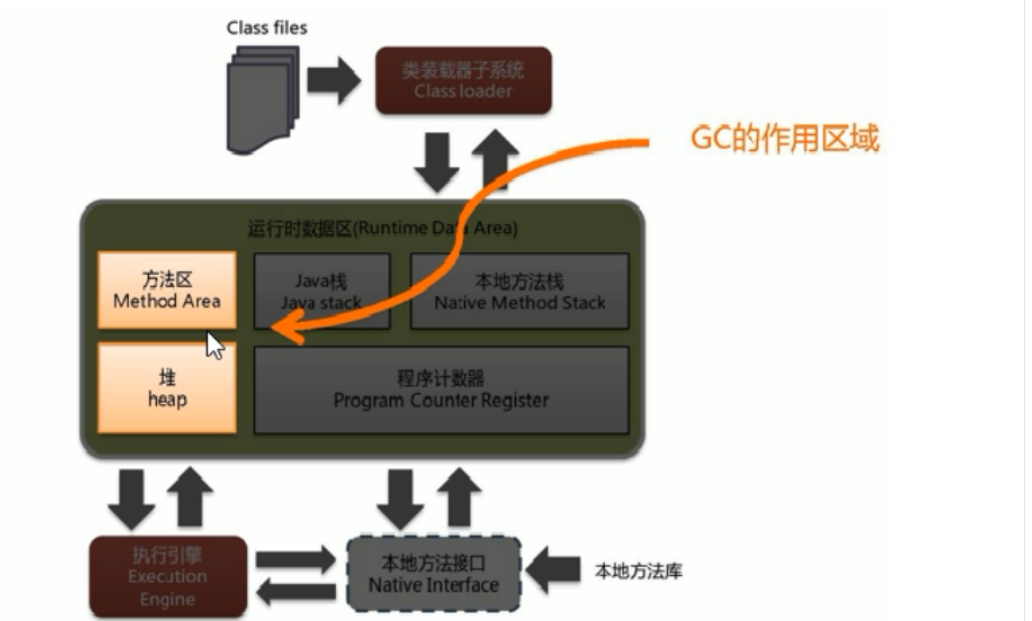 Class files
类装载器子系统
Class loader
GC的作用区域
运行时数据区(Runtime Data Area)
方法区
Method Area
Java栈
Java stack
本地方法栈
Native Method Stack
堆
heap
程序计数器
Program Counter Register
执行引擎
Execution
Engine
本地方法接口
Native Interface
本地方法库